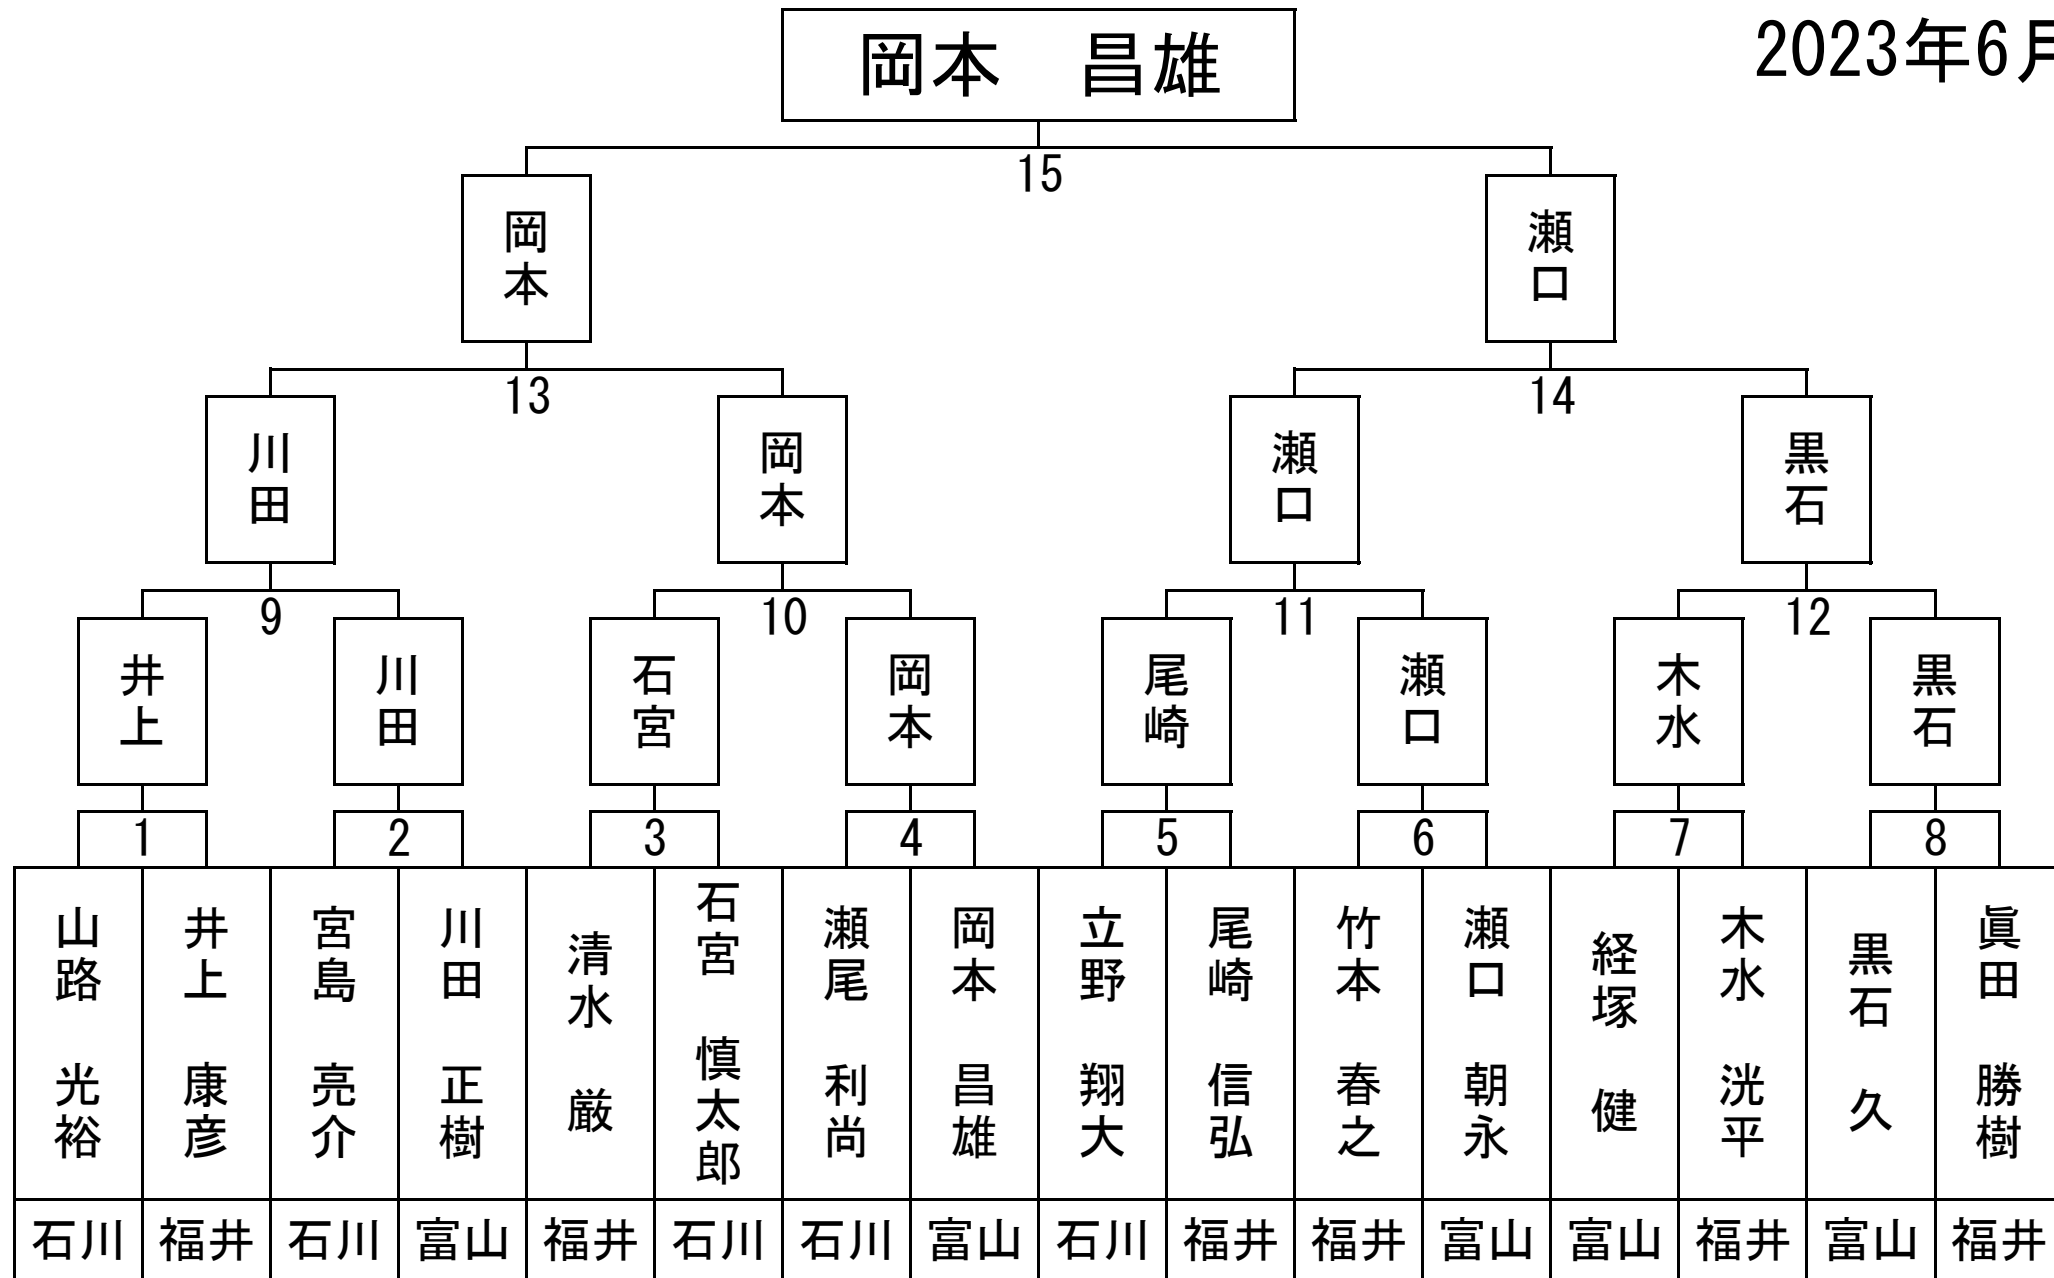 岡本　昌雄
2023年6月
15
岡本
瀬口
13
14
川田
岡本
瀬口
黒石
9
10
11
12
井上
川田
石宮
岡本
尾崎
瀬口
木水
黒石
1
2
3
4
5
6
7
8
山路　光裕
井上　康彦
宮島　亮介
川田　正樹
清水　厳
石宮　慎太郎
瀬尾　利尚
岡本　昌雄
立野　翔大
尾崎　信弘
竹本　春之
瀬口　朝永
経塚　健
木水　洸平
黒石　久
眞田　勝樹
石川
福井
石川
富山
福井
石川
石川
富山
石川
福井
福井
富山
富山
福井
富山
福井